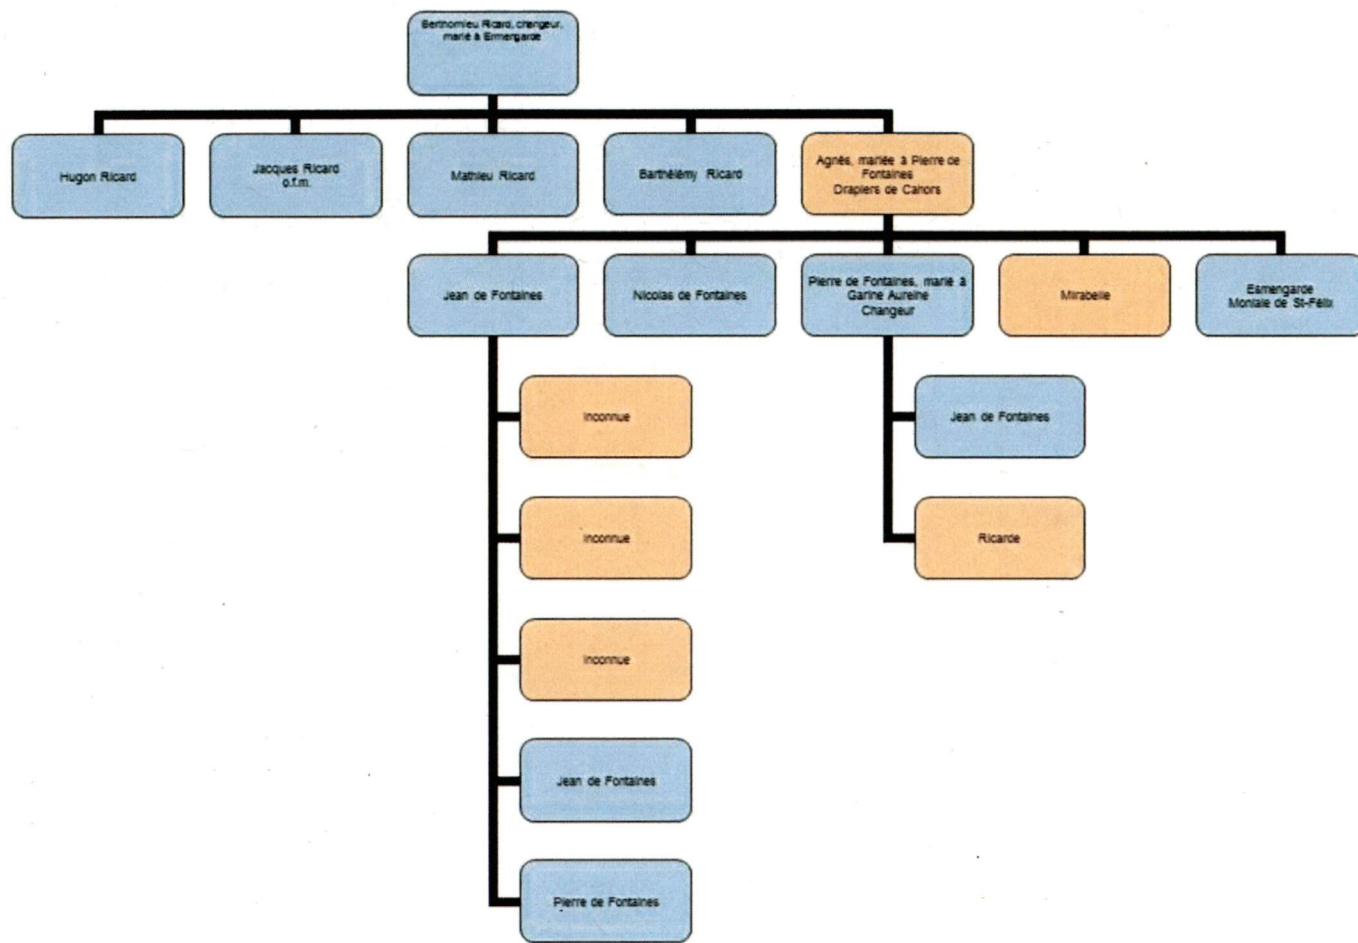 Berthomieu Ricard, changeur,
marié à Ermengarde
Hugon Ricard
Jacques Ricard
o.f.m.
Mathieu Ricard
Barthélémy Ricard
Agnès, mariée à Pierre de
Fontaines
Drapiers de Cahors
Jean de Fontaines
Nicolas de Fontaines
Pierre de Fontaines, marié à
Garine Aureine
Changeur
Mirabelle
Esmengarde
Moniale de St-Félix
Inconnue
Jean de Fontaines
Inconnue
Ricarde
Inconnue
Jean de Fontaines
Pierre de Fontaines